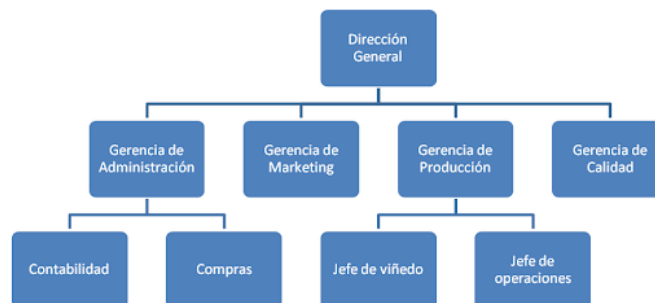 Dirección
General
Gerencia de
Administración
Gerencia de
Marketing
Gerencia de
Producción
Gerencia de
Calidad
Contabilidad
Compras
Jefe de viñedo
Jefe de
operaciones